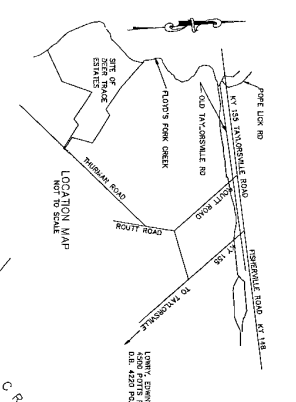 POPE LICK RD
KY 155 TAYLORSVILLE ROAD
OLD TAYLORSVILLE RD
FISHERVILLE ROAD KY 148
FLOYD'S FORK CREEK
ROUTT ROAD
KY 155
SITE OF
DEER TRACE
ESTATES
THURMAN ROAD
ROUTT ROAD
TO TAYLORSVILLE
LOCATION MAP
NOT TO SCALE
LOWRY, EDWIN
4500 POTTS
D.B. 4220 PG.